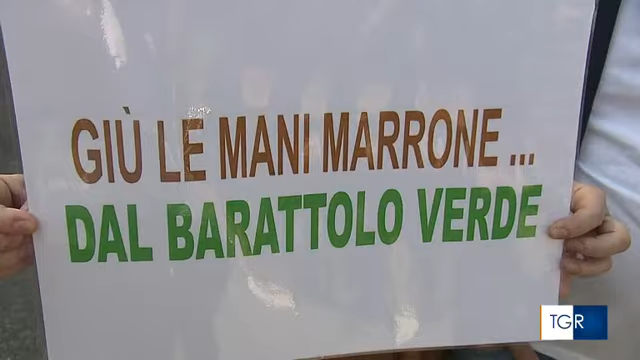 GIÙ LE MANI MARRONE ...
DAL BARATTOLO VERDE
TGR